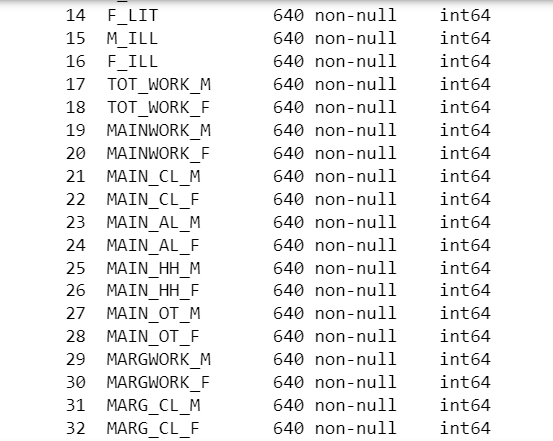 14 F_LIT 640 non-null int64
15 M_ILL 640 non-null int64
16 F_ILL 640 non-null int64
17 TOT_WORK_M 640 non-null int64
18 TOT_WORK_F 640 non-null int64
19 MAINWORK_M 640 non-null int64
20 MAINWORK_F 640 non-null int64
21 MAIN_CL_M 640 non-null int64
22 MAIN_CL_F 640 non-null int64
23 MAIN_AL_M 640 non-null int64
24 MAIN_AL_F 640 non-null int64
25 MAIN_HH_M 640 non-null int64
26 MAIN_HH_F 640 non-null int64
27 MAIN_OT_M 640 non-null int64
28 MAIN_OT_F 640 non-null int64
29 MARGWORK_M 640 non-null int64
30 MARGWORK_F 640 non-null int64
31 MARG_CL_M 640 non-null int64
32 MARG_CL_F 640 non-null int64